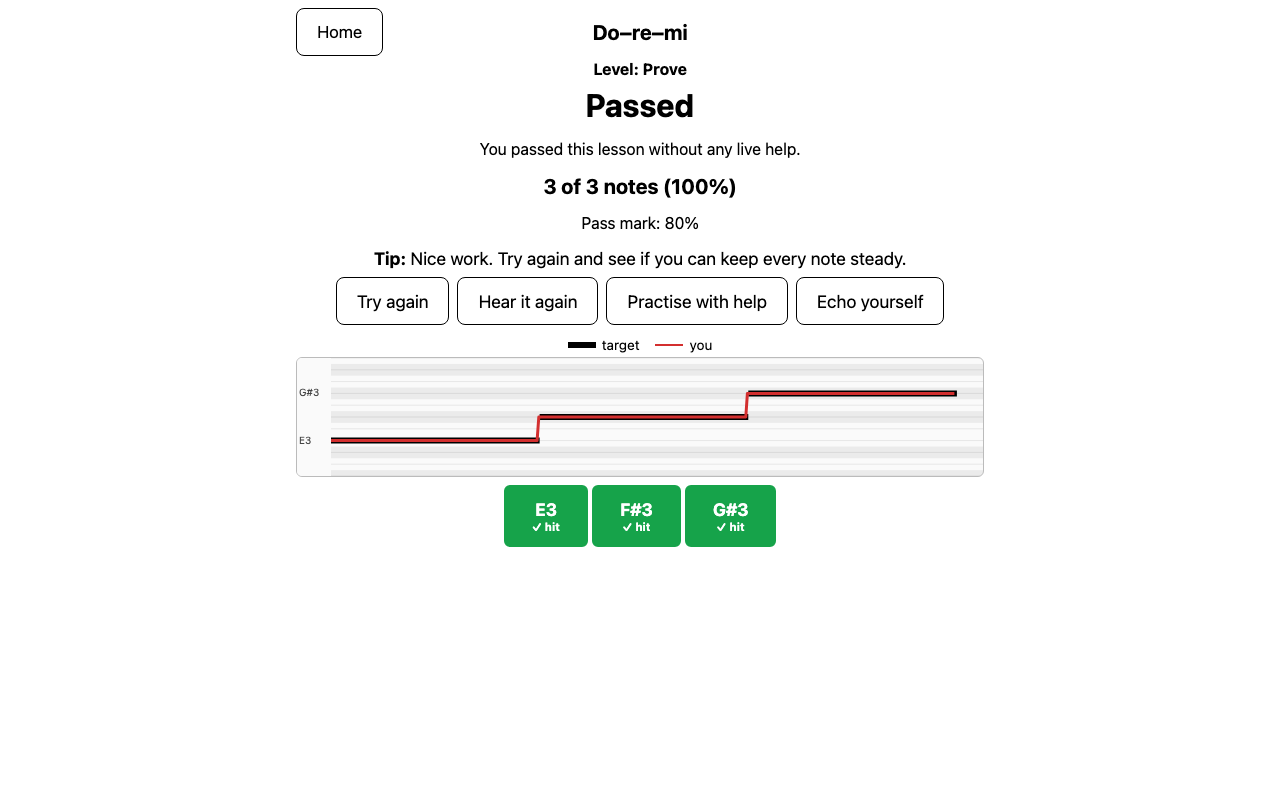 Home
Do–re–mi
Level: Prove
Passed
You passed this lesson without any live help.
3 of 3 notes (100%)
Pass mark: 80%
Tip: Nice work. Try again and see if you can keep every note steady.
Try again
Hear it again
Practise with help
Echo yourself
target
you
G#3
E3
E3
✓ hit
F#3
✓ hit
G#3
✓ hit